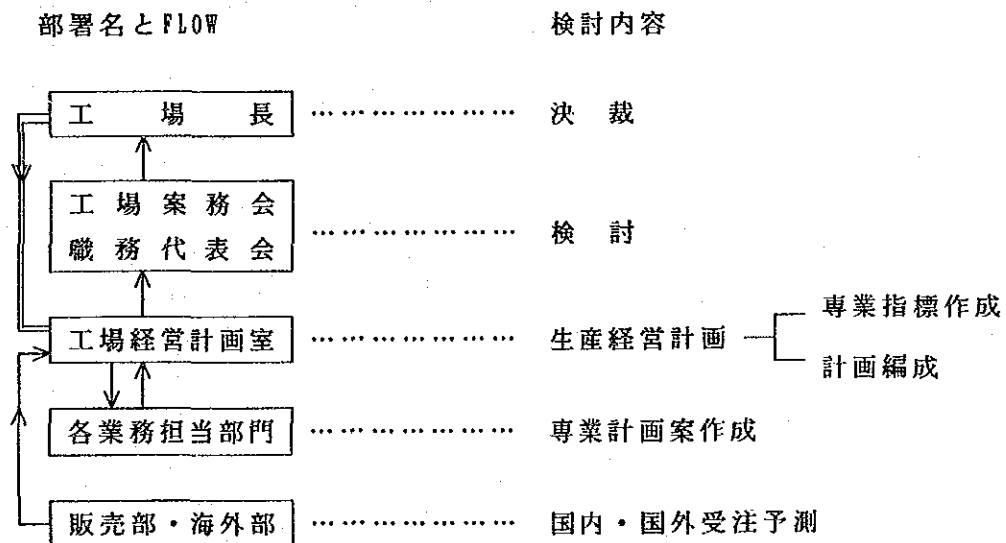 部署名とFLOW 検討内容
工場長 ……………… 決裁
工場案務会
職務代表会 ……………… 検討
工場経営計画室 ……………… 生産経営計画
専業指標作成
計画編成
各業務担当部門 ……………… 専業計画案作成
販売部・海外部 ……………… 国内・国外受注予測